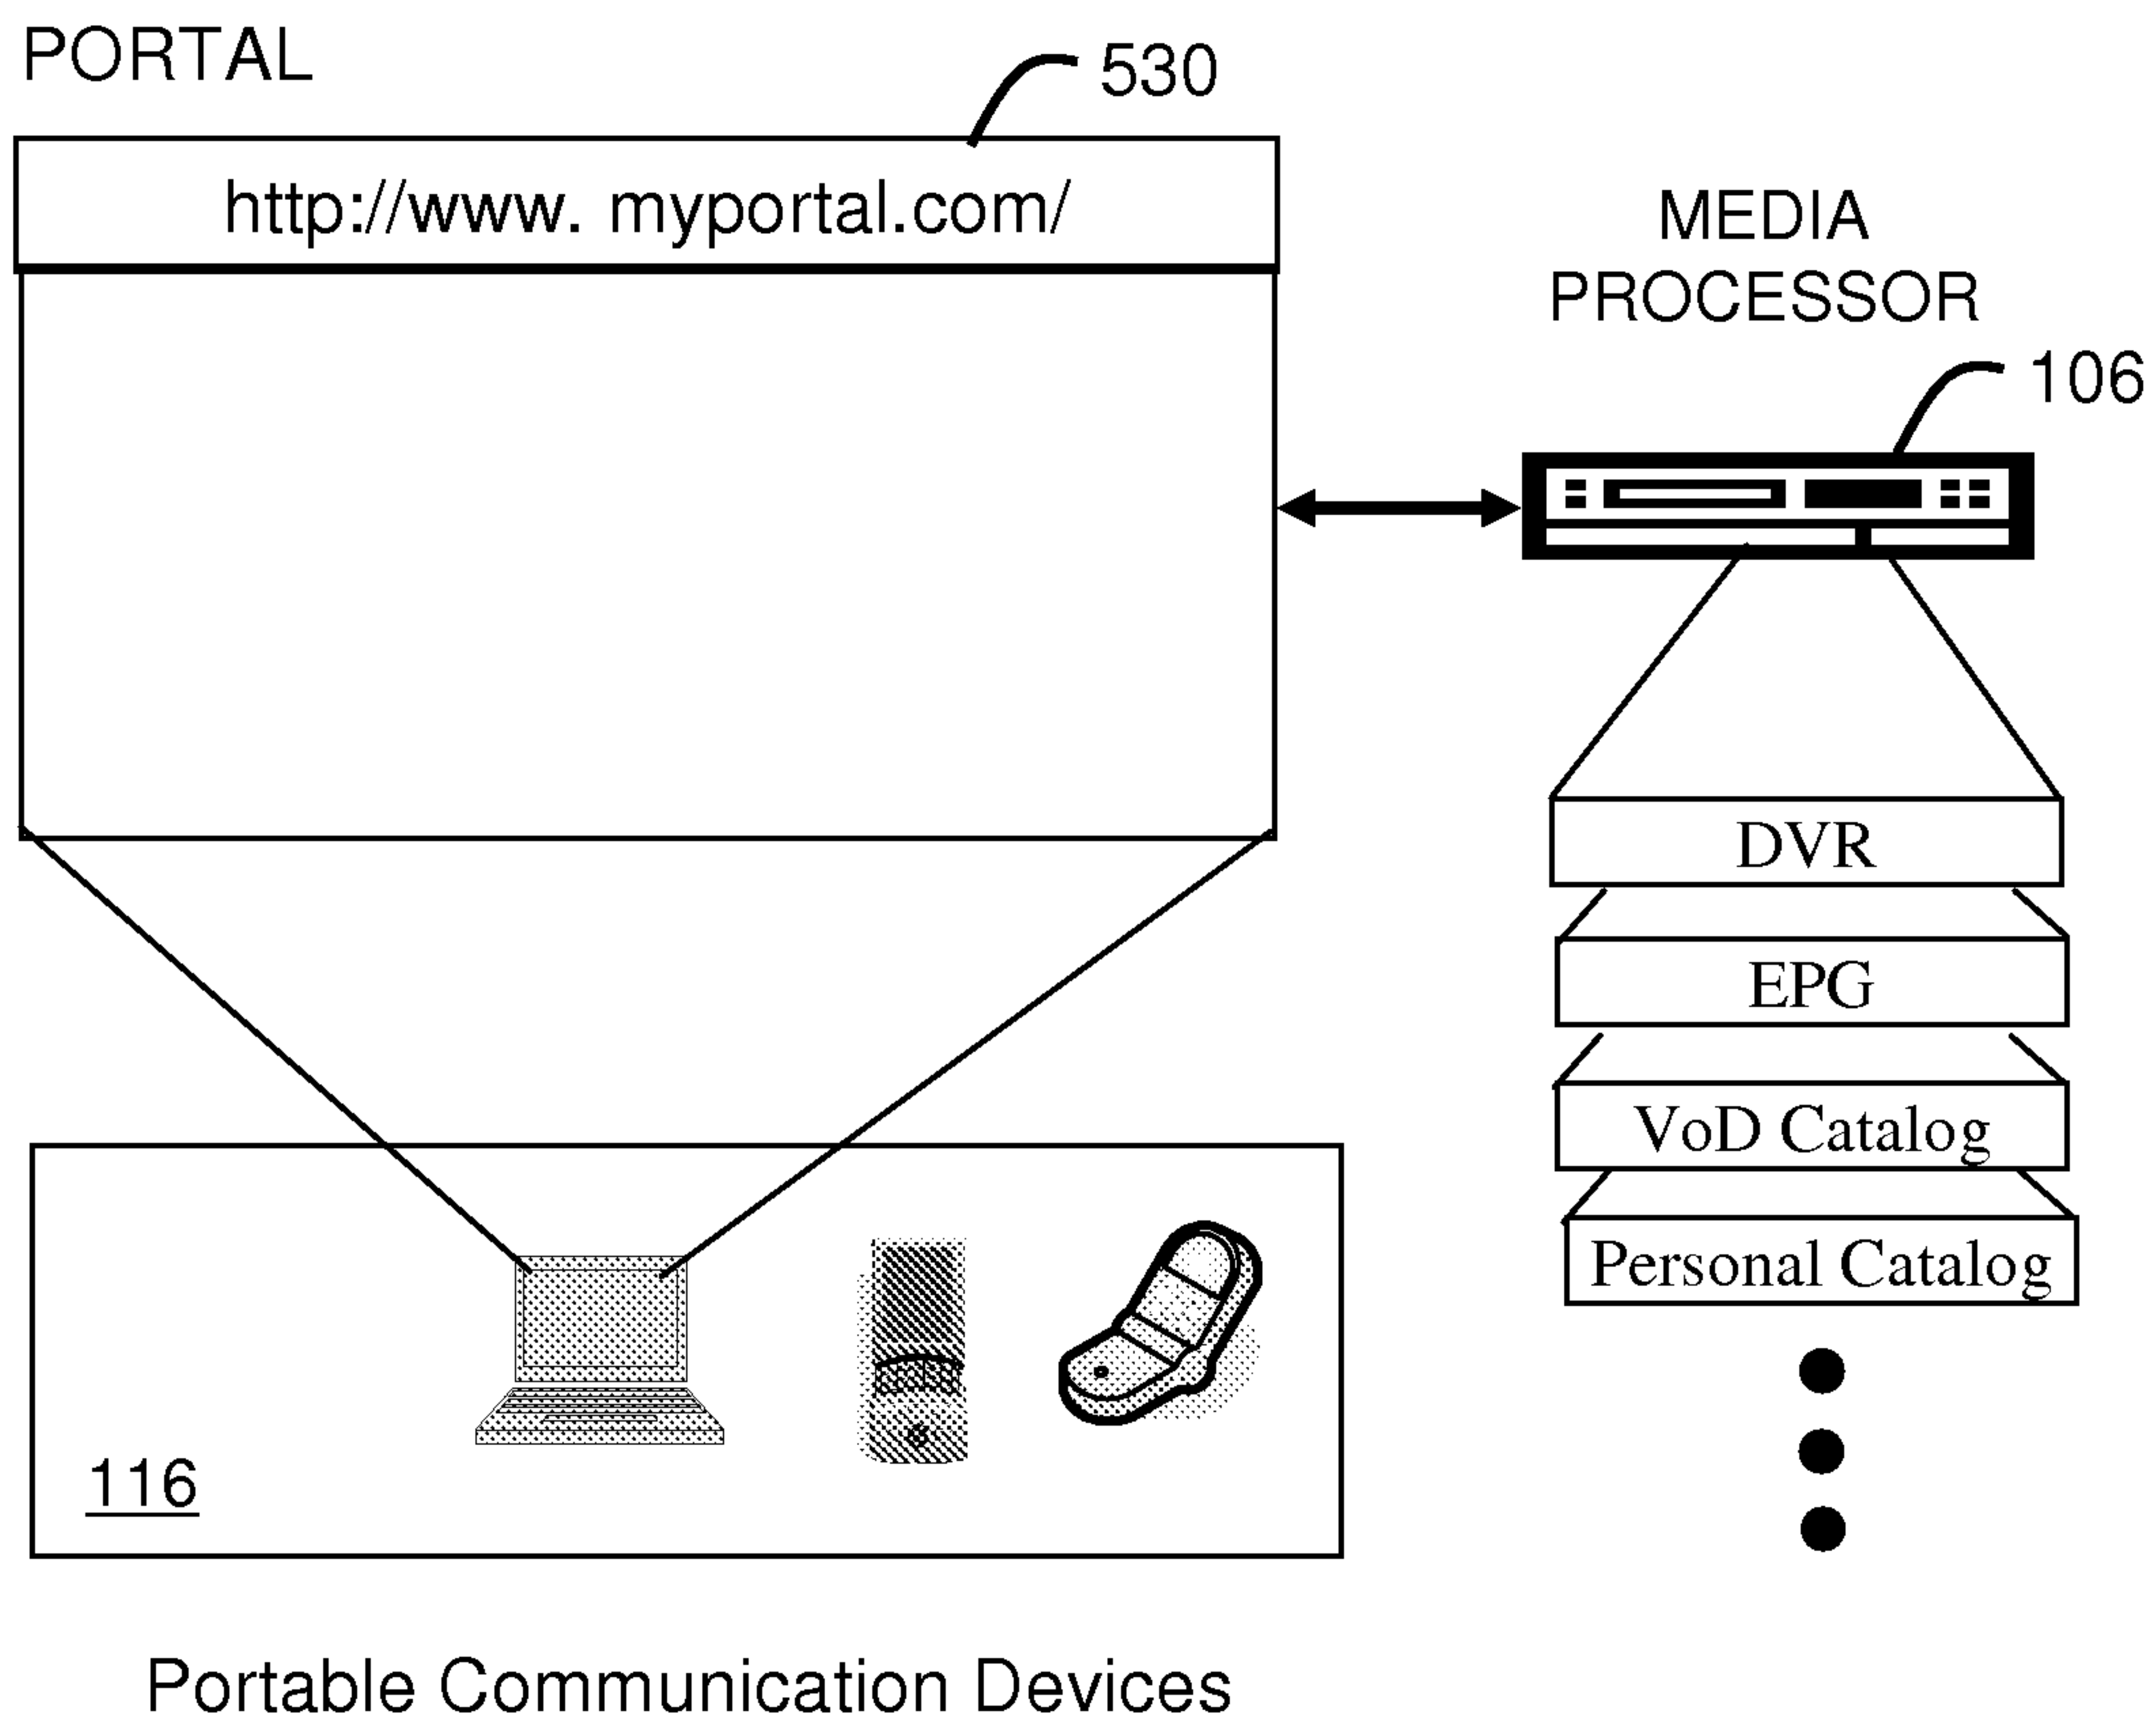 PORTAL
530
http://www. myportal.com/
MEDIA
PROCESSOR
106
DVR
EPG
VoD Catalog
Personal Catalog
116
Portable Communication Devices